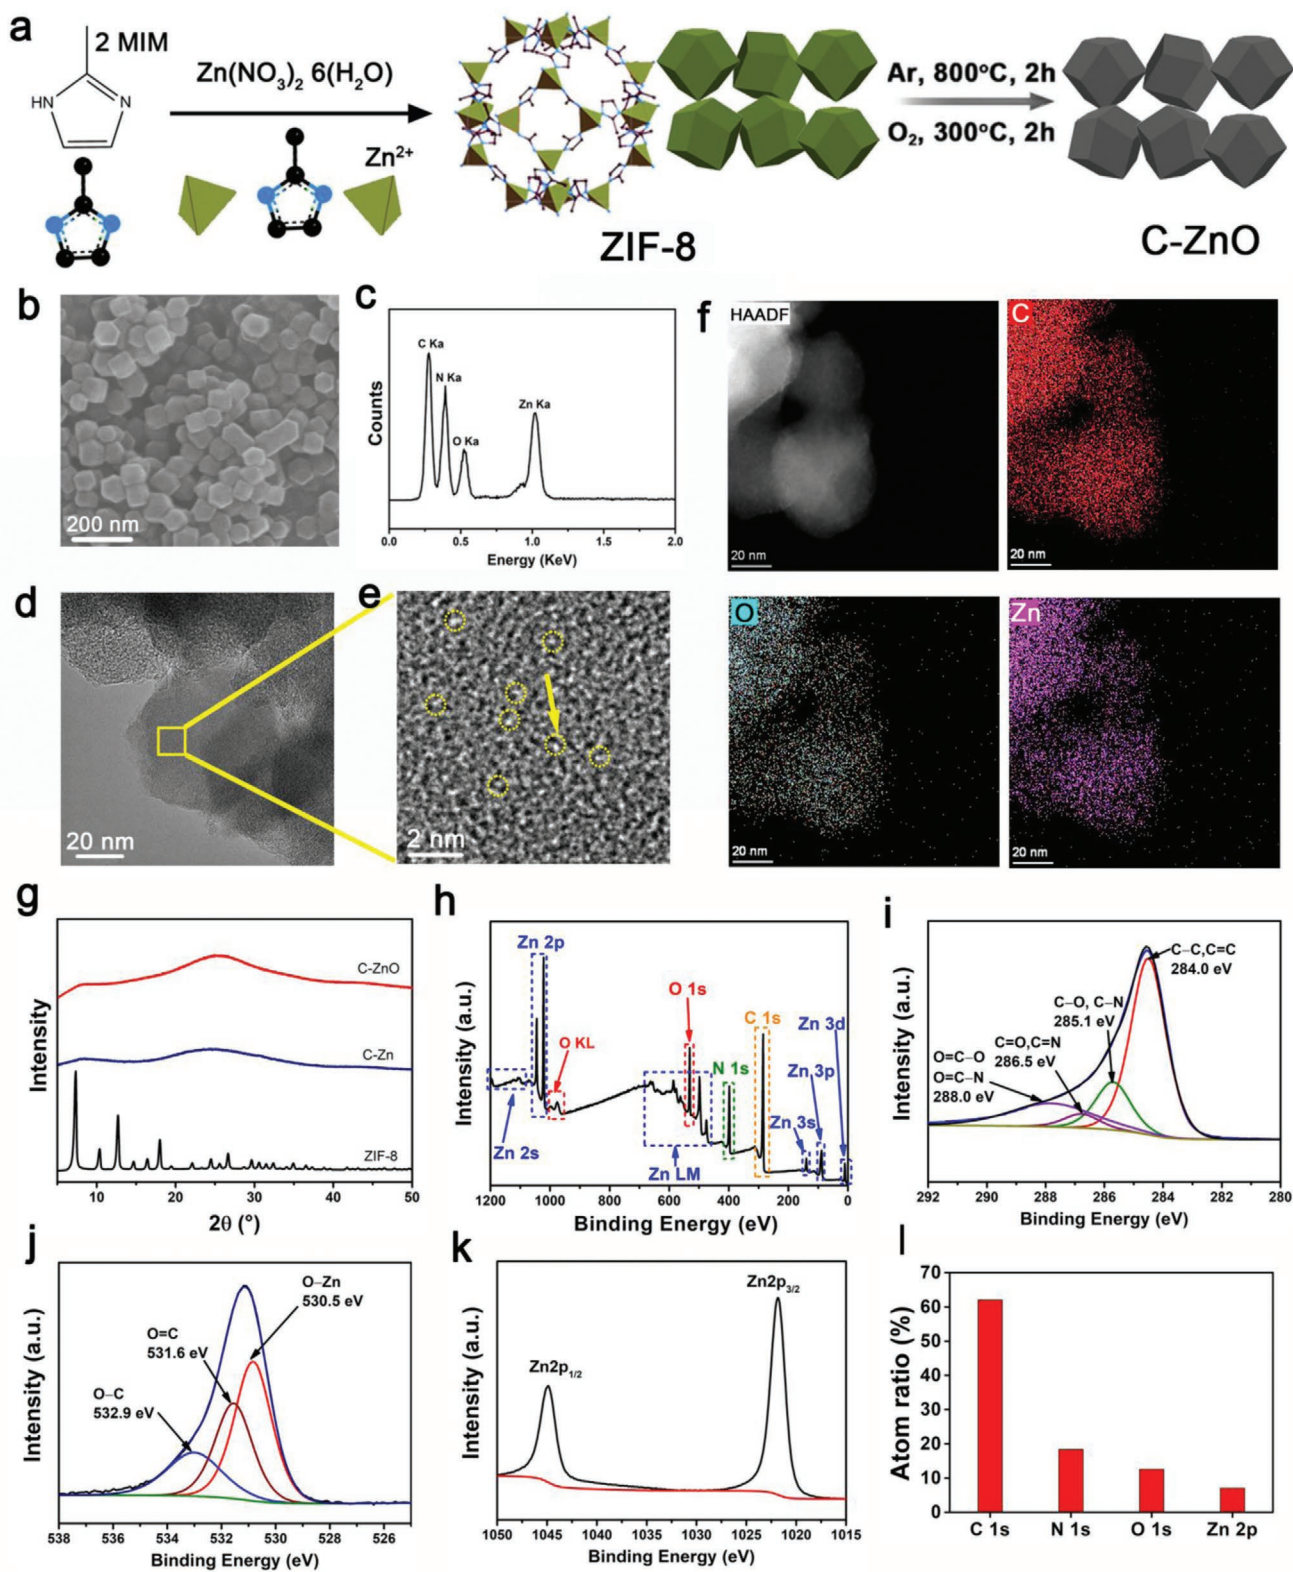 a
2 MIM
HN
N
Zn(NO₃)₂ 6(H₂O)
Zn²⁺
ZIF-8
Ar, 800°C, 2h
O₂, 300°C, 2h
C-ZnO
b
200 nm
c
C Ka
N Ka
O Ka
Zn Ka
Counts
0.0 0.5 1.0 1.5 2.0
Energy (KeV)
d
20 nm
e
2 nm
f
HAADF
20 nm
C
20 nm
O
20 nm
Zn
20 nm
g
C-ZnO
C-Zn
ZIF-8
Intensity
10 20 30 40 50
2θ (°)
h
Zn 2p
O KL
Zn 2s
O 1s
Zn LM
N 1s
C 1s
Zn 3s
Zn 3p
Zn 3d
Intensity (a.u.)
1200 1000 800 600 400 200 0
Binding Energy (eV)
i
C–C,C=C
284.0 eV
C–O, C–N
285.1 eV
C=O,C=N
286.5 eV
O=C–O
O=C–N
288.0 eV
Intensity (a.u.)
292 290 288 286 284 282 280
Binding Energy (eV)
j
O–Zn
530.5 eV
O=C
531.6 eV
O–C
532.9 eV
Intensity (a.u.)
538 536 534 532 530 528 526
Binding Energy (eV)
k
Zn2p₁/₂
Zn2p₃/₂
Intensity (a.u.)
1050 1045 1040 1035 1030 1025 1020 1015
Binding Energy (eV)
l
Atom ratio (%)
70
60
50
40
30
20
10
0
C 1s N 1s O 1s Zn 2p